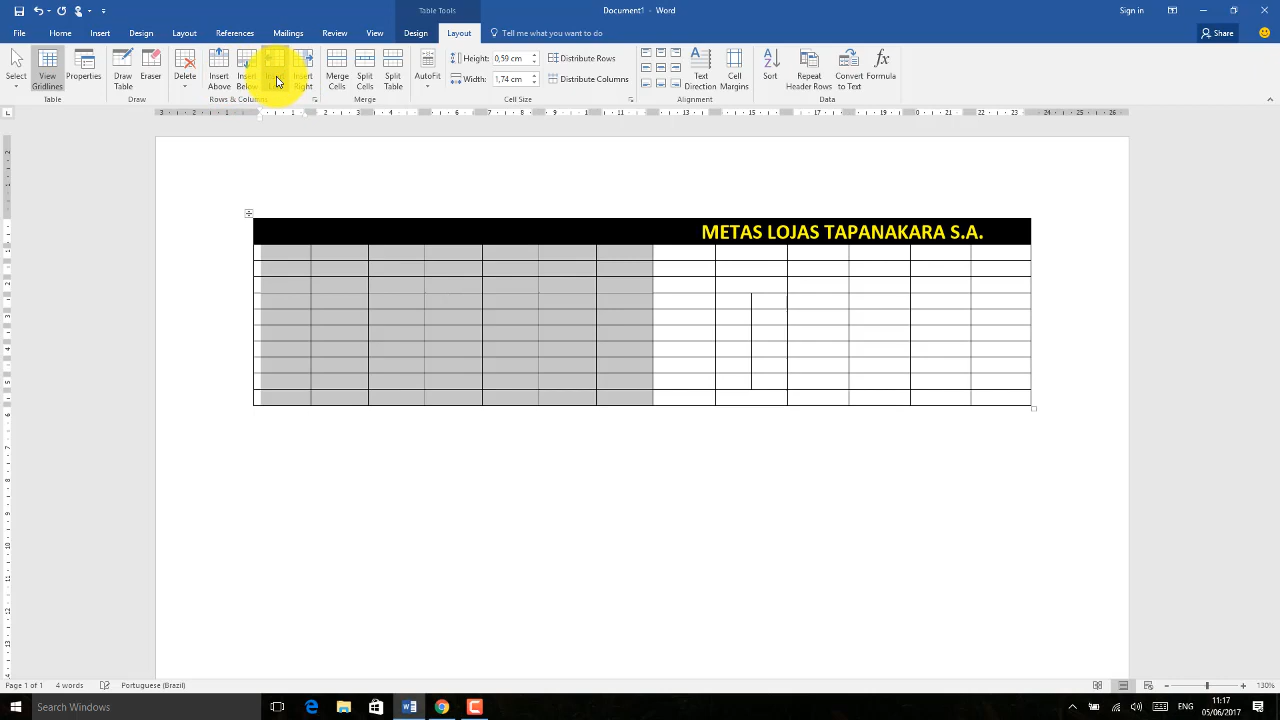 Document1 - Word
Table Tools
Sign in
File
Home
Insert
Design
Layout
References
Mailings
Review
View
Design
Layout
Tell me what you want to do
Share
Select
View
Gridlines
Properties
Draw
Table
Eraser
Delete
Insert
Above
Insert
Below
Insert
Right
Merge
Cells
Split
Cells
Split
Table
AutoFit
Height: 0,59 cm
Width: 1,74 cm
Distribute Rows
Distribute Columns
Text
Direction
Cell
Margins
Sort
Repeat
Header Rows
Convert
to Text
Formula
Table
Draw
Rows & Columns
Merge
Cell Size
Alignment
Data
METAS LOJAS TAPANAKARA S.A.
Page 1 of 1
4 words
Portuguese (Brazil)
130%
Search Windows
ENG
11:17
05/06/2017